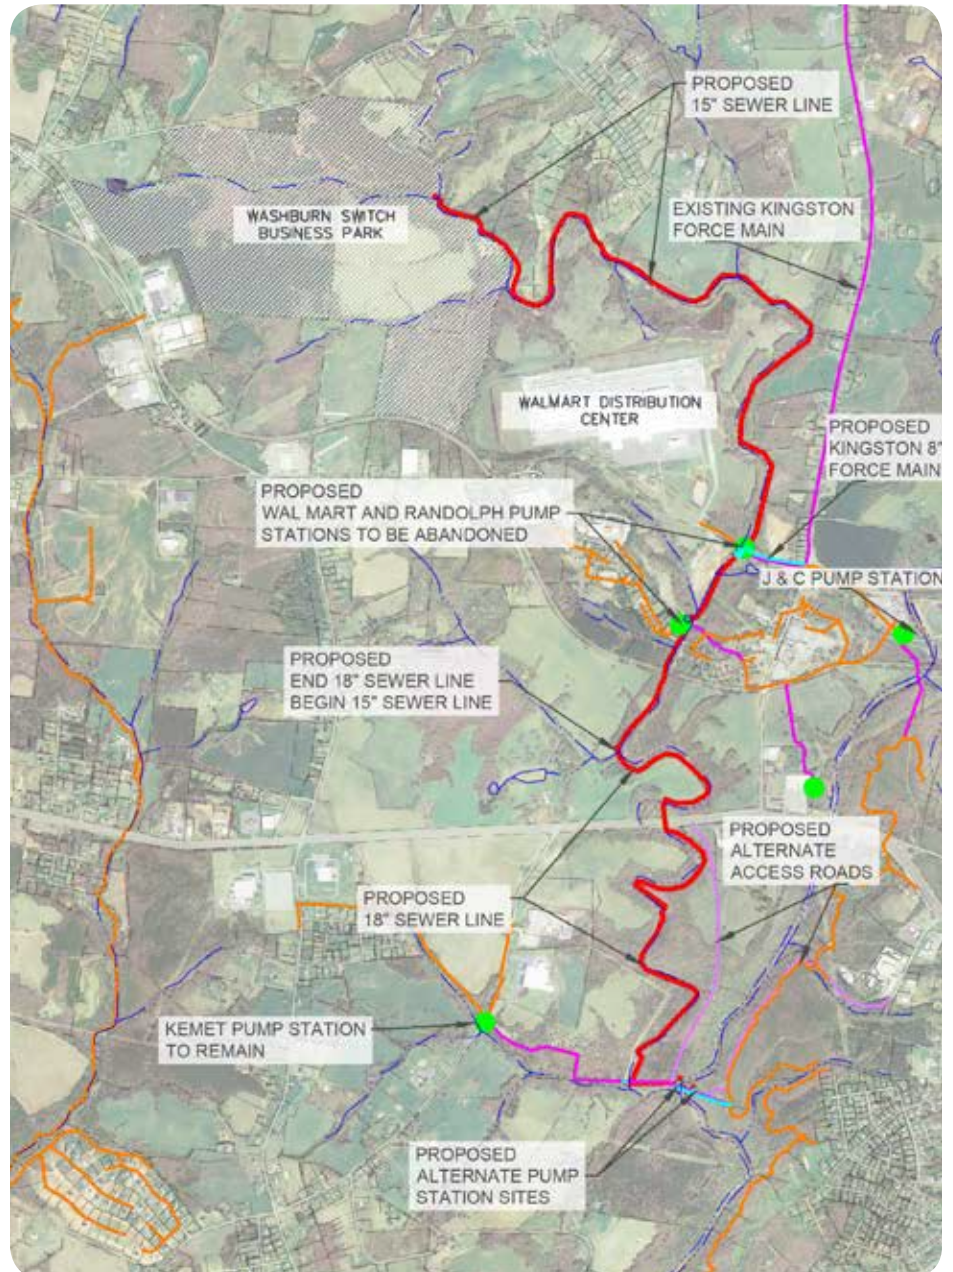 PROPOSED
15" SEWER LINE
WASHBURN SWITCH
BUSINESS PARK
EXISTING KINGSTON
FORCE MAIN
WALMART DISTRIBUTION
CENTER
PROPOSED
KINGSTON 8"
FORCE MAIN
PROPOSED
WAL MART AND RANDOLPH PUMP
STATIONS TO BE ABANDONED
J & C PUMP STATION
PROPOSED
END 18" SEWER LINE
BEGIN 15" SEWER LINE
PROPOSED
ALTERNATE
ACCESS ROADS
PROPOSED
18" SEWER LINE
KEMET PUMP STATION
TO REMAIN
PROPOSED
ALTERNATE PUMP
STATION SITES